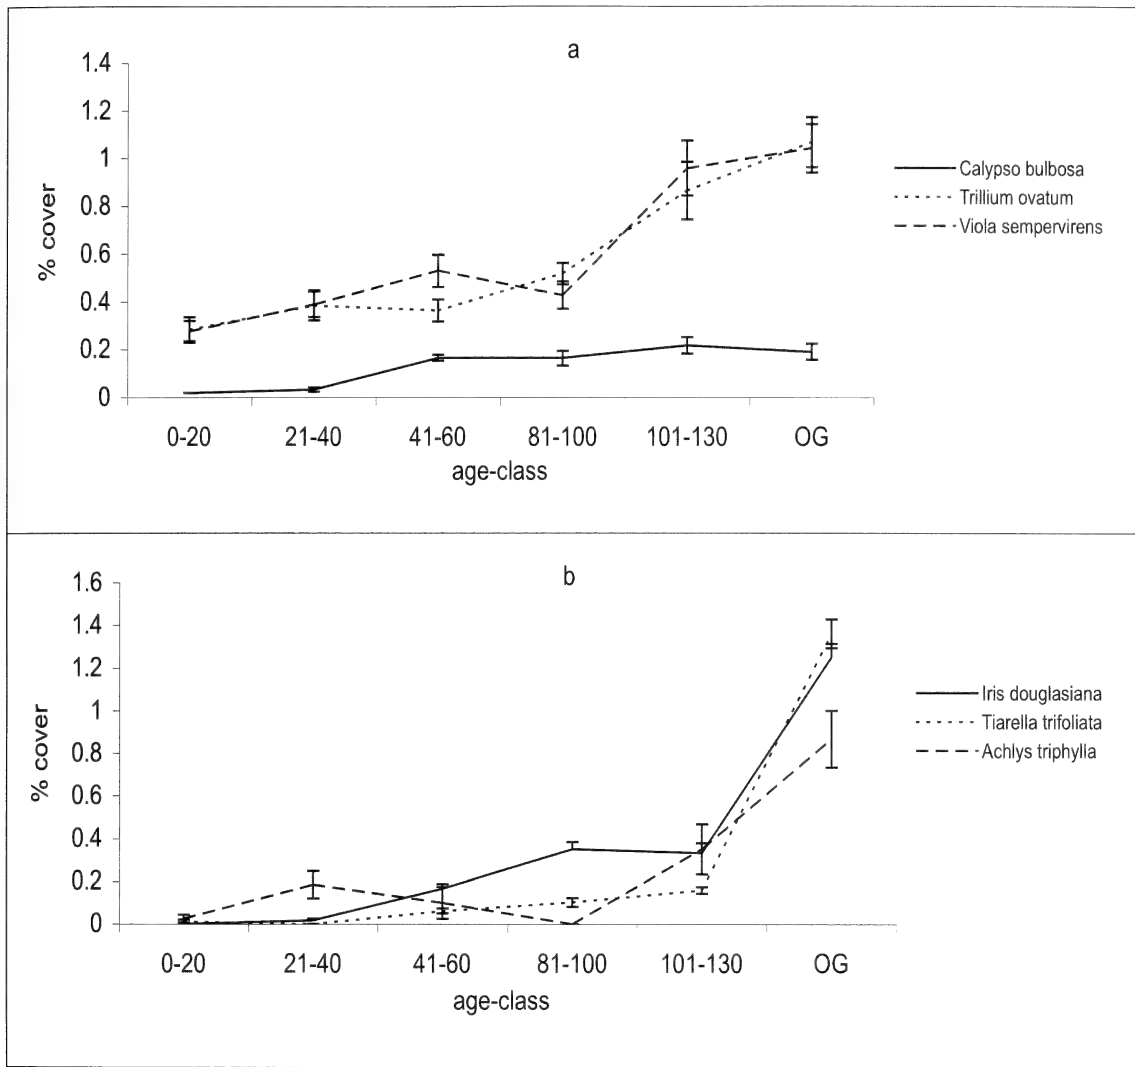 a
1.4
1.2
1
0.8
0.6
0.4
0.2
0
% cover
0-20 21-40 41-60 81-100 101-130 OG
age-class
Calypso bulbosa
Trillium ovatum
Viola sempervirens
b
1.6
1.4
1.2
1
0.8
0.6
0.4
0.2
0
% cover
0-20 21-40 41-60 81-100 101-130 OG
age-class
Iris douglasiana
Tiarella trifoliata
Achlys triphylla